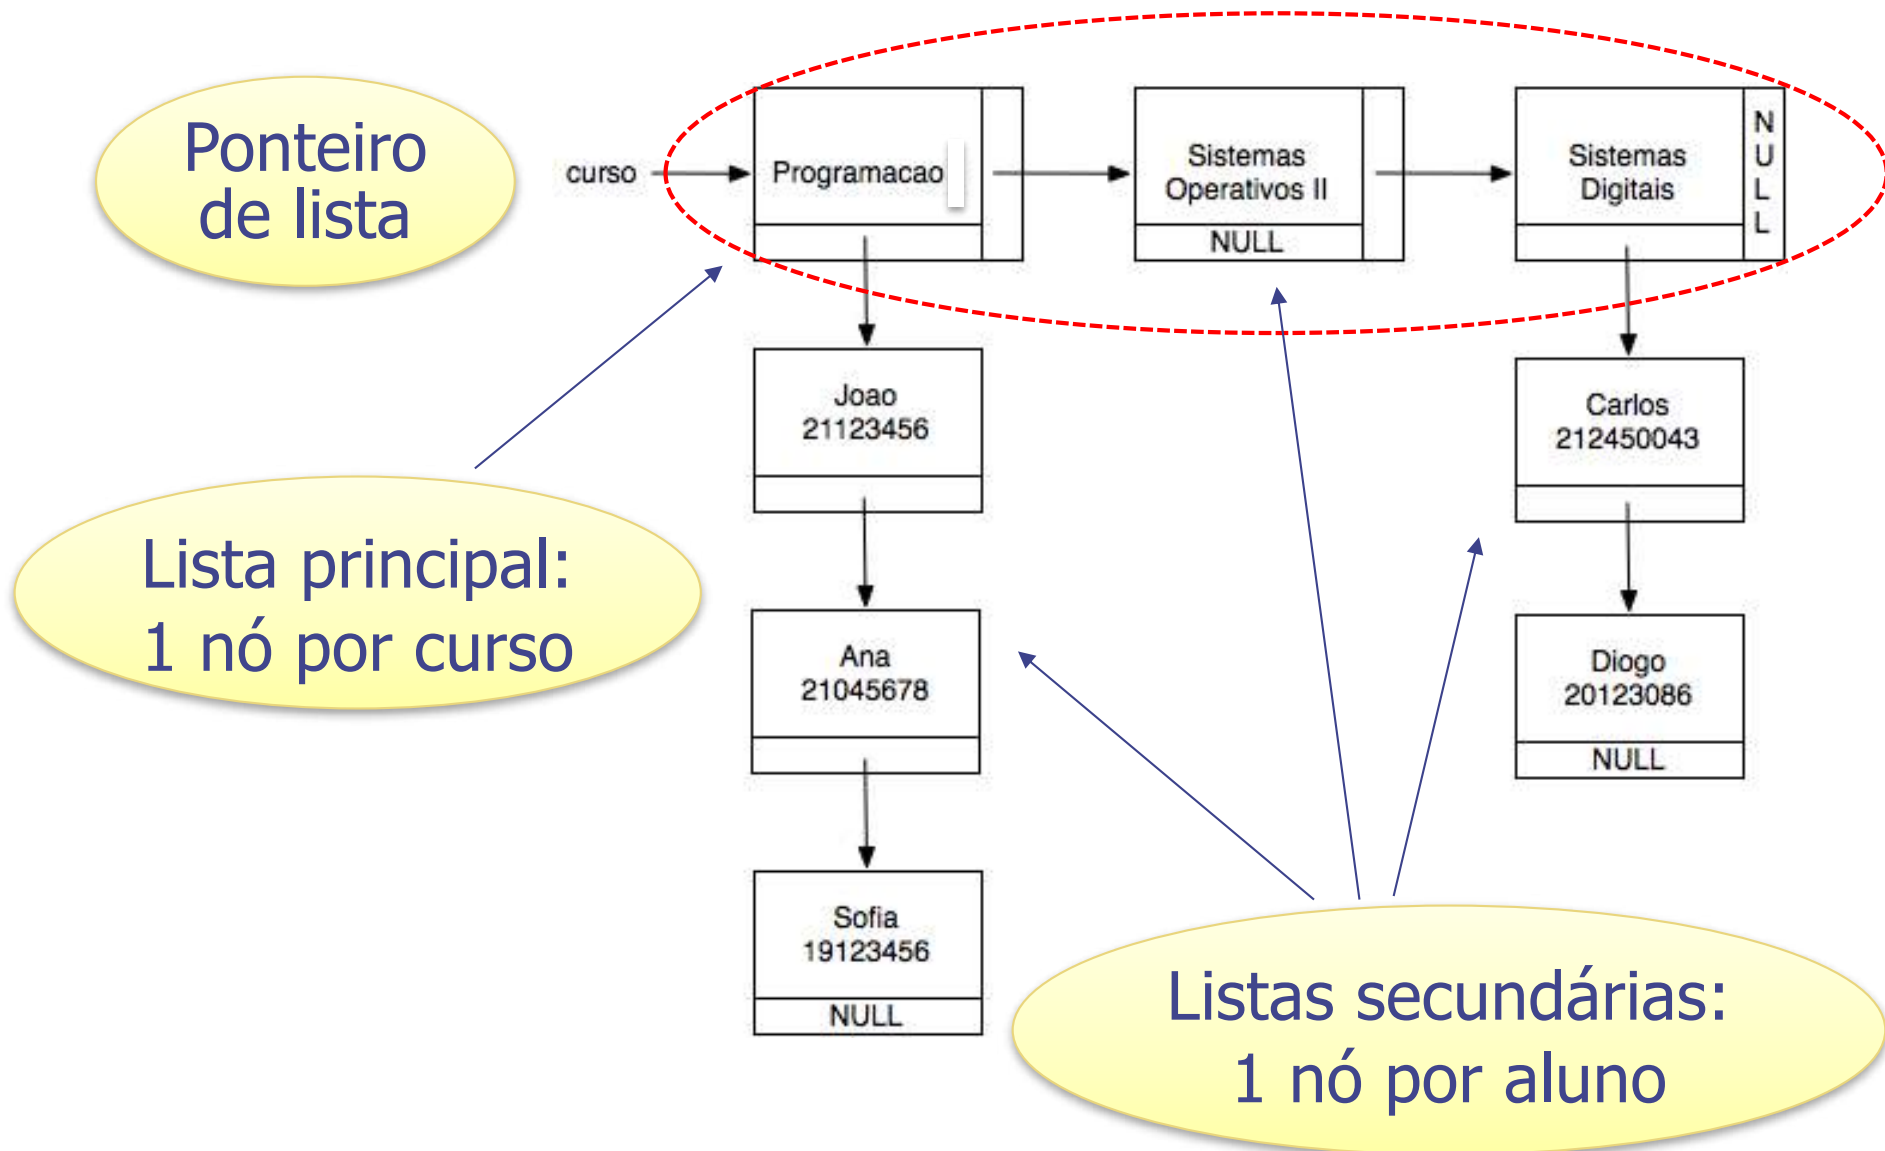 Ponteiro
de lista
curso
Programacao
Sistemas
Operativos II
NULL
Sistemas
Digitais
NULL
Joao
21123456
Carlos
212450043
Lista principal:
1 nó por curso
Ana
21045678
Diogo
20123086
NULL
Sofia
19123456
NULL
Listas secundárias:
1 nó por aluno